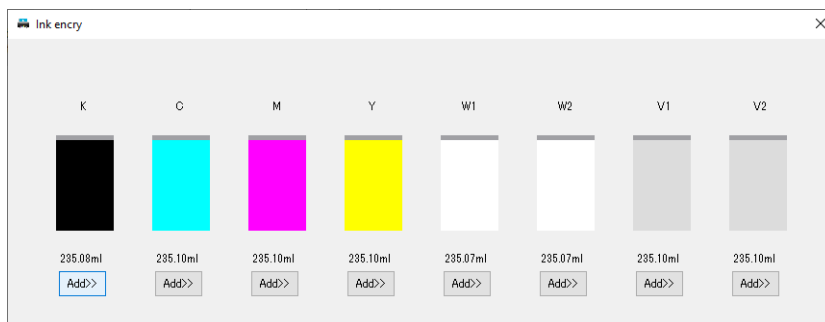 Ink encry
K C M Y W1 W2 V1 V2
235.08ml 235.10ml 235.10ml 235.10ml 235.07ml 235.07ml 235.10ml 235.10ml
Add>> Add>> Add>> Add>> Add>> Add>> Add>> Add>>